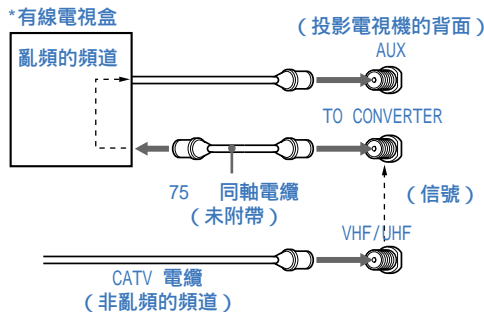 *有線電視盒
亂頻的頻道
（投影電視機的背面）
AUX
TO CONVERTER
75 同軸電纜
（未附帶）
（信號）
VHF/UHF
CATV 電纜
（非亂頻的頻道）